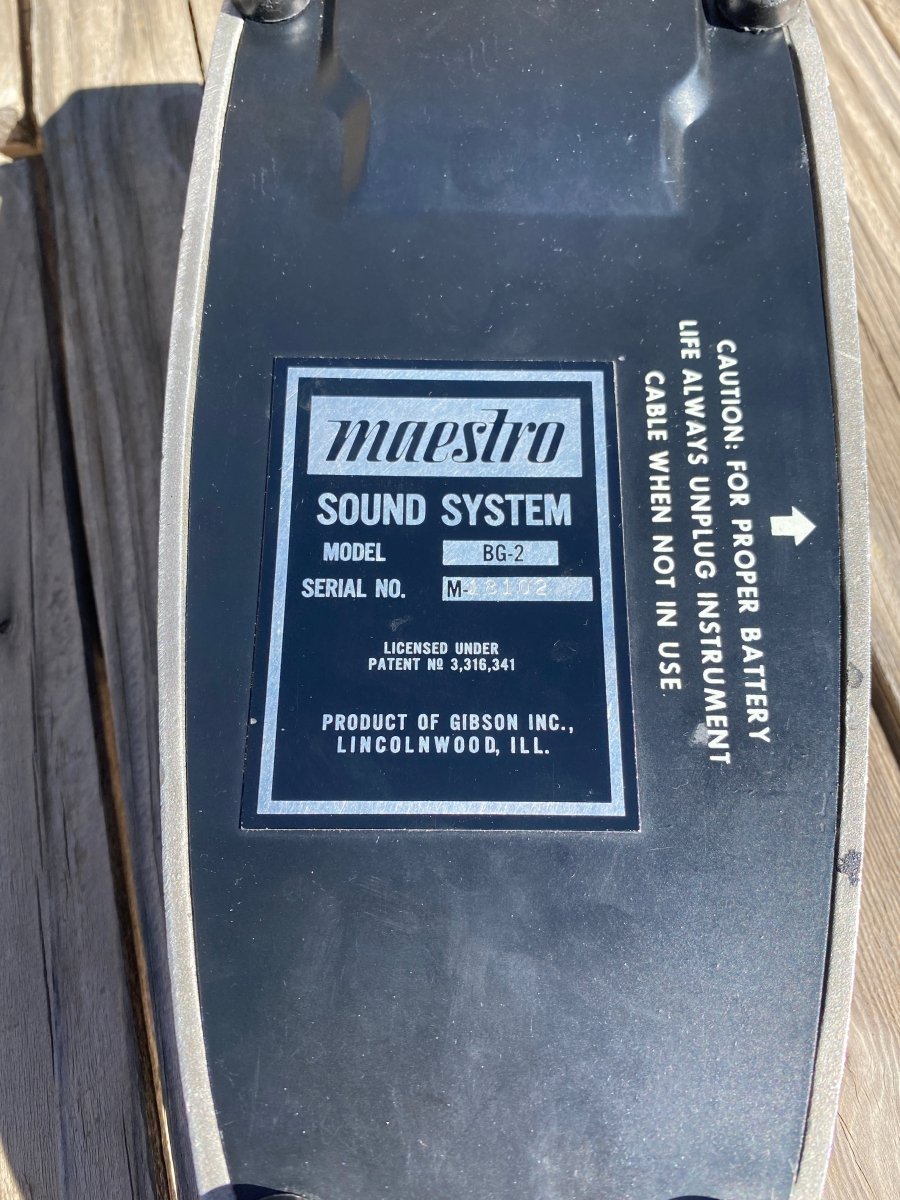 maestro
SOUND SYSTEM
MODEL BG-2
SERIAL NO. M-18102
LICENSED UNDER
PATENT Nº 3,316,341
PRODUCT OF GIBSON INC.,
LINCOLNWOOD, ILL.
CAUTION: FOR PROPER BATTERY
LIFE ALWAYS UNPLUG INSTRUMENT
CABLE WHEN NOT IN USE